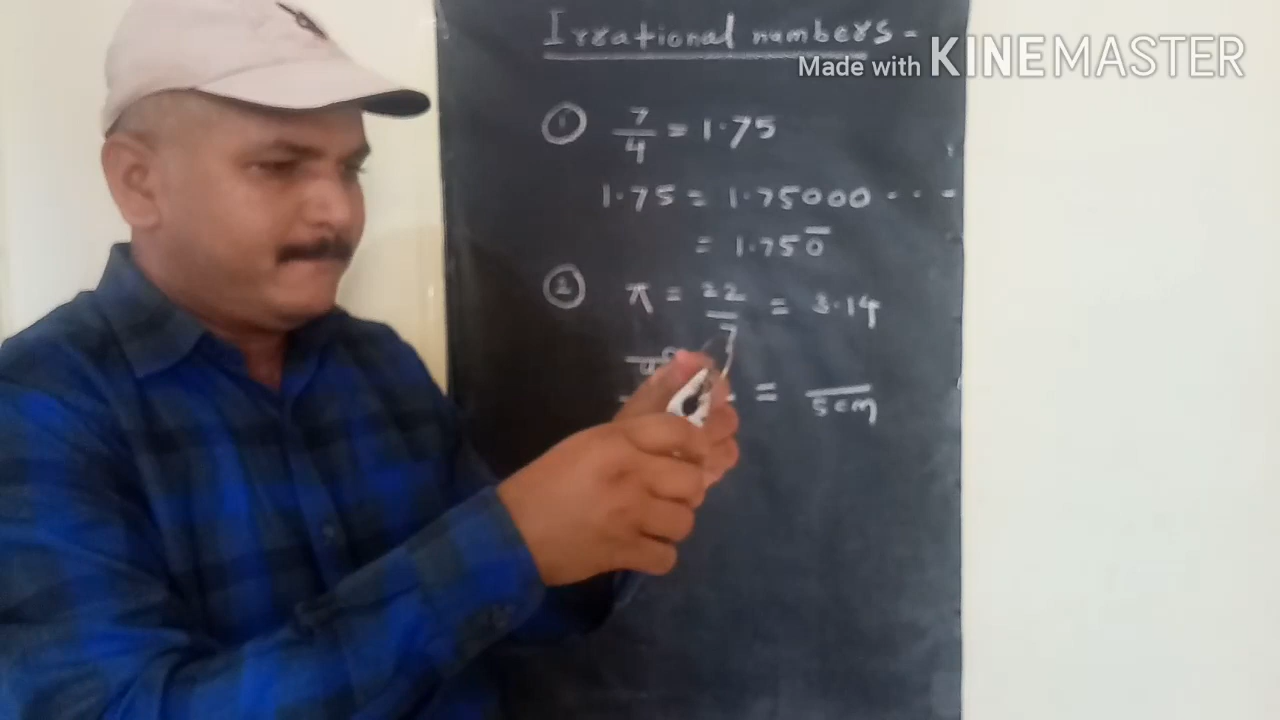 Irrational numbers -
Made with KINEMASTER
① 7/4 = 1.75
1.75 = 1.75000 - - -
= 1.750̅
② π = 22/7 = 3.14
= ‾5cm